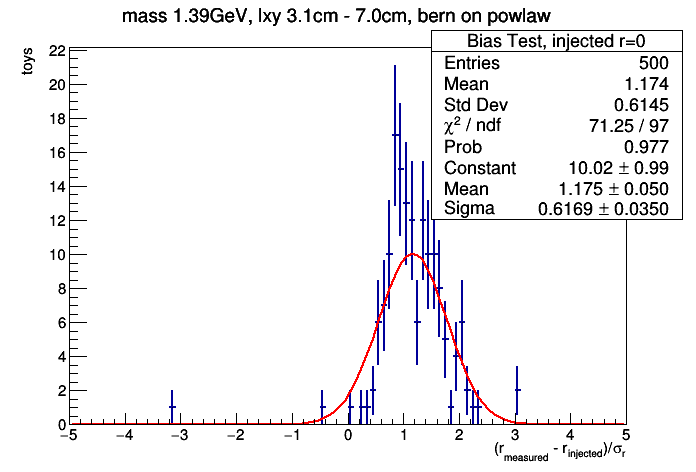 mass 1.39GeV, lxy 3.1cm - 7.0cm, bern on powlaw
Bias Test, injected r=0
Entries 500
Mean 1.174
Std Dev 0.6145
χ² / ndf 71.25 / 97
Prob 0.977
Constant 10.02 ± 0.99
Mean 1.175 ± 0.050
Sigma 0.6169 ± 0.0350
toys
22
20
18
16
14
12
10
8
6
4
2
0
−5 −4 −3 −2 −1 0 1 2 3 4 5
(r_measured - r_injected)/σ_r